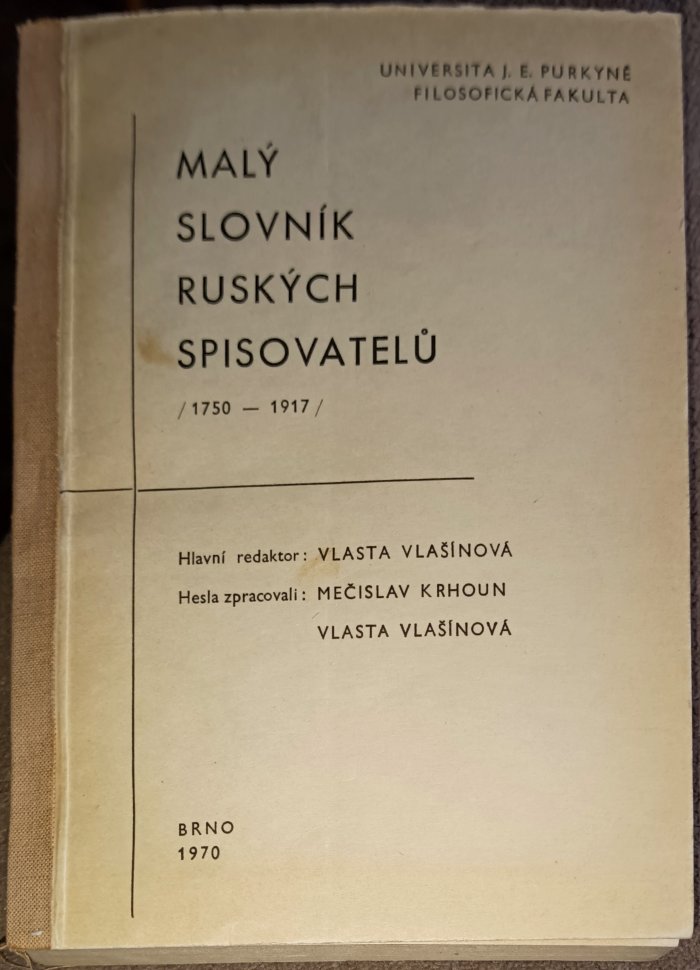 UNIVERSITA J. E. PURKYNĚ
FILOSOFICKÁ FAKULTA
MALÝ
SLOVNÍK
RUSKÝCH
SPISOVATELŮ
/ 1750 — 1917 /
Hlavní redaktor: VLASTA VLAŠÍNOVÁ
Hesla zpracovali: MEČISLAV KRHOUN
VLASTA VLAŠÍNOVÁ
BRNO
1970